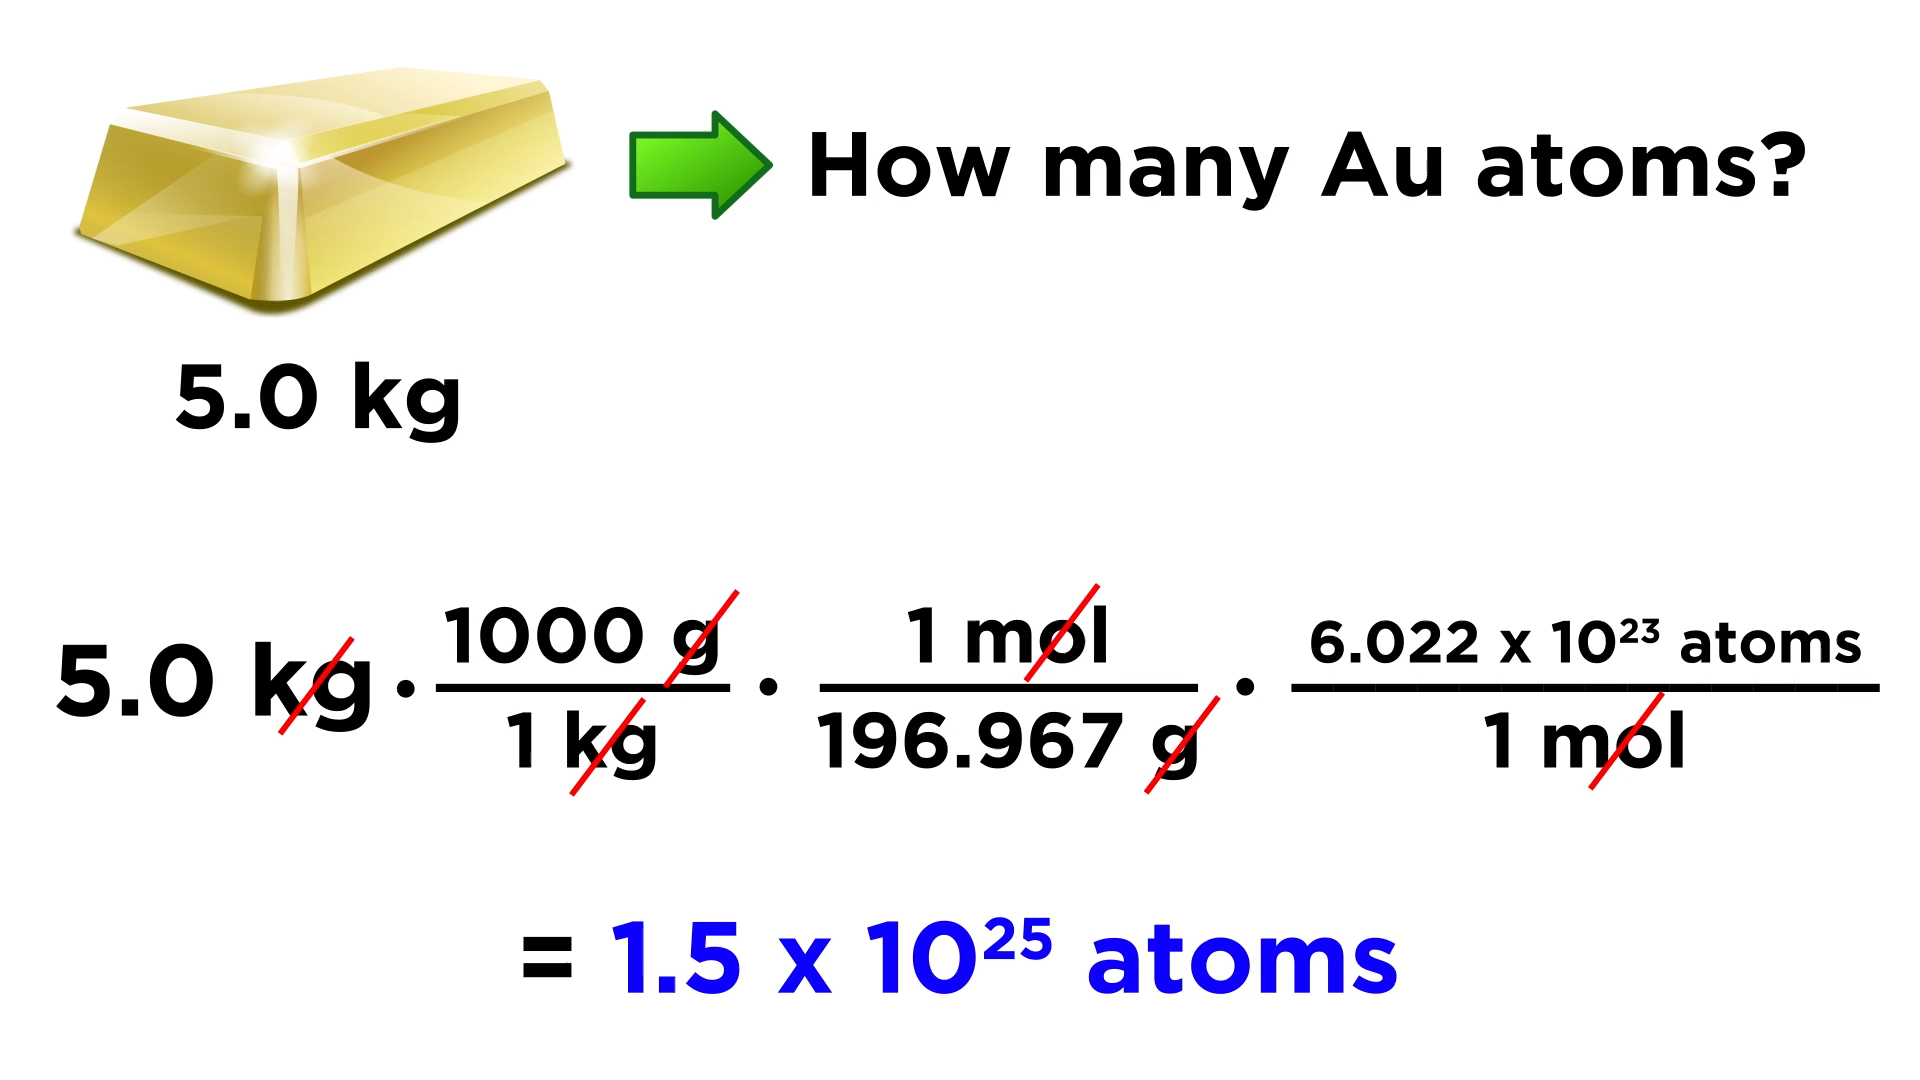 How many Au atoms?
5.0 kg
5.0 kg · 1000 g / 1 kg · 1 mol / 196.967 g · 6.022 x 10²³ atoms / 1 mol
= 1.5 x 10²⁵ atoms